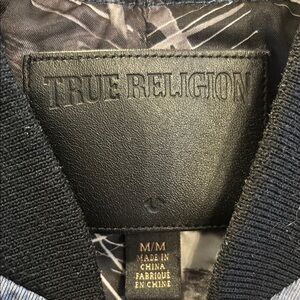 TRUE RELIGION
M/M
MADE IN
CHINA
FABRIQUÉ
EN CHINE